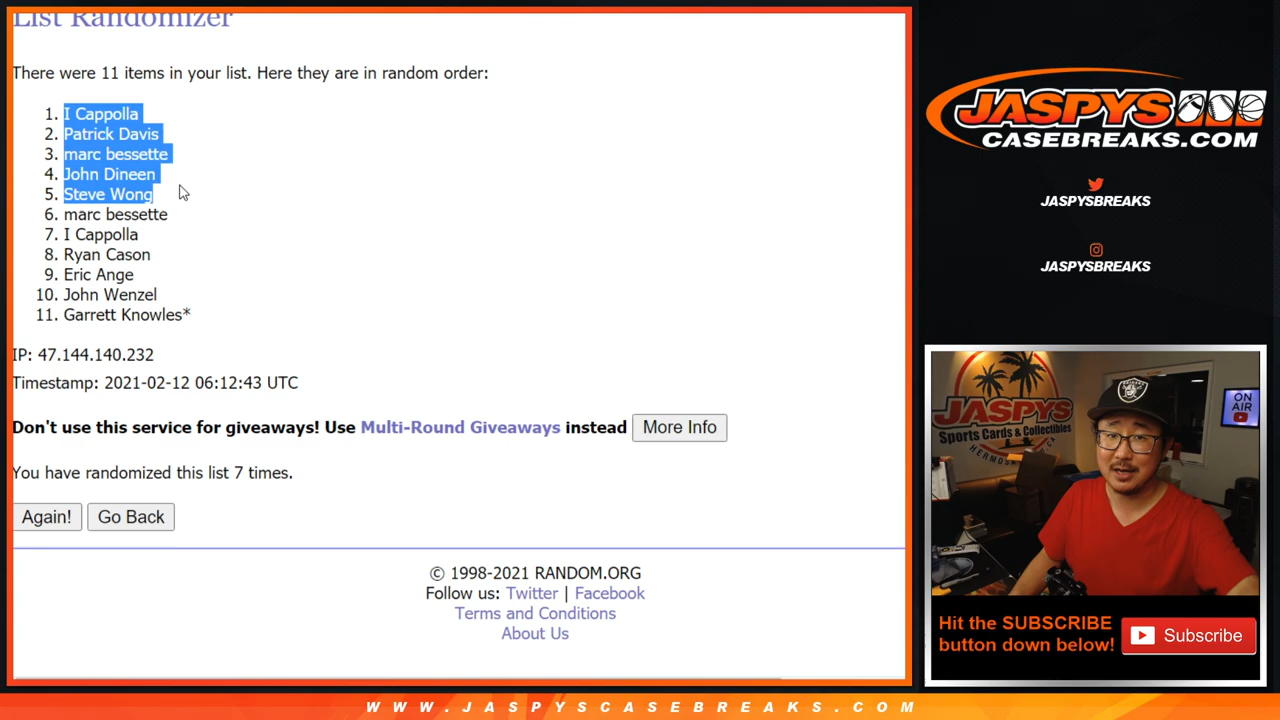 List Randomizer
There were 11 items in your list. Here they are in random order:
1. I Cappolla
2. Patrick Davis
3. marc bessette
4. John Dineen
5. Steve Wong
6. marc bessette
7. I Cappolla
8. Ryan Cason
9. Eric Ange
10. John Wenzel
11. Garrett Knowles*
IP: 47.144.140.232
Timestamp: 2021-02-12 06:12:43 UTC
Don't use this service for giveaways! Use Multi-Round Giveaways instead More Info
You have randomized this list 7 times.
Again! Go Back
© 1998-2021 RANDOM.ORG
Follow us: Twitter | Facebook
Terms and Conditions
About Us
JASPYS
CASEBREAKS.COM
JASPYSBREAKS
JASPYSBREAKS
JASPYS
Sports Cards & Collectibles
ON
AIR
RAIDERS
Hit the SUBSCRIBE
button down below!
Subscribe
WWW.JASPYSCASEBREAKS.COM